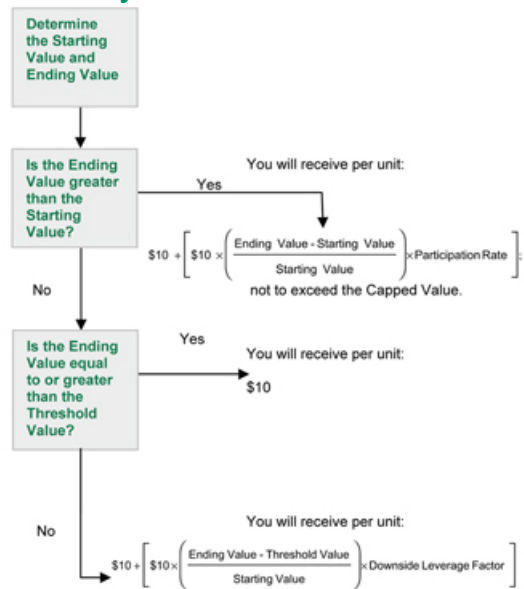 Determine
the Starting
Value and
Ending Value
Is the Ending
Value greater
than the
Starting
Value?
You will receive per unit:
Yes
$10 + [ $10 × ( Ending Value - Starting Value / Starting Value ) × Participation Rate ];
not to exceed the Capped Value.
No
Is the Ending
Value equal
to or greater
than the
Threshold
Value?
Yes
You will receive per unit:
$10
No
You will receive per unit:
$10 + [ $10 × ( Ending Value - Threshold Value / Starting Value ) × Downside Leverage Factor ]